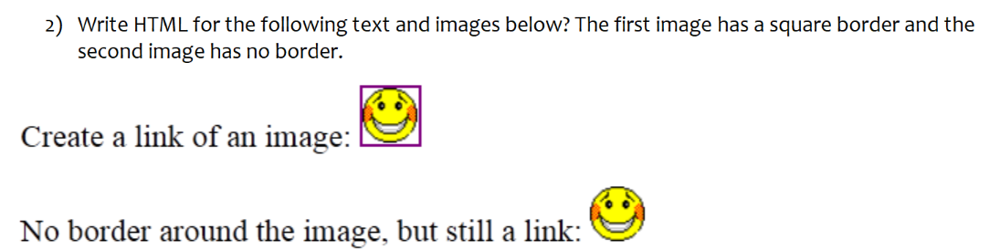 2) Write HTML for the following text and images below? The first image has a square border and the
second image has no border.
Create a link of an image:
No border around the image, but still a link: